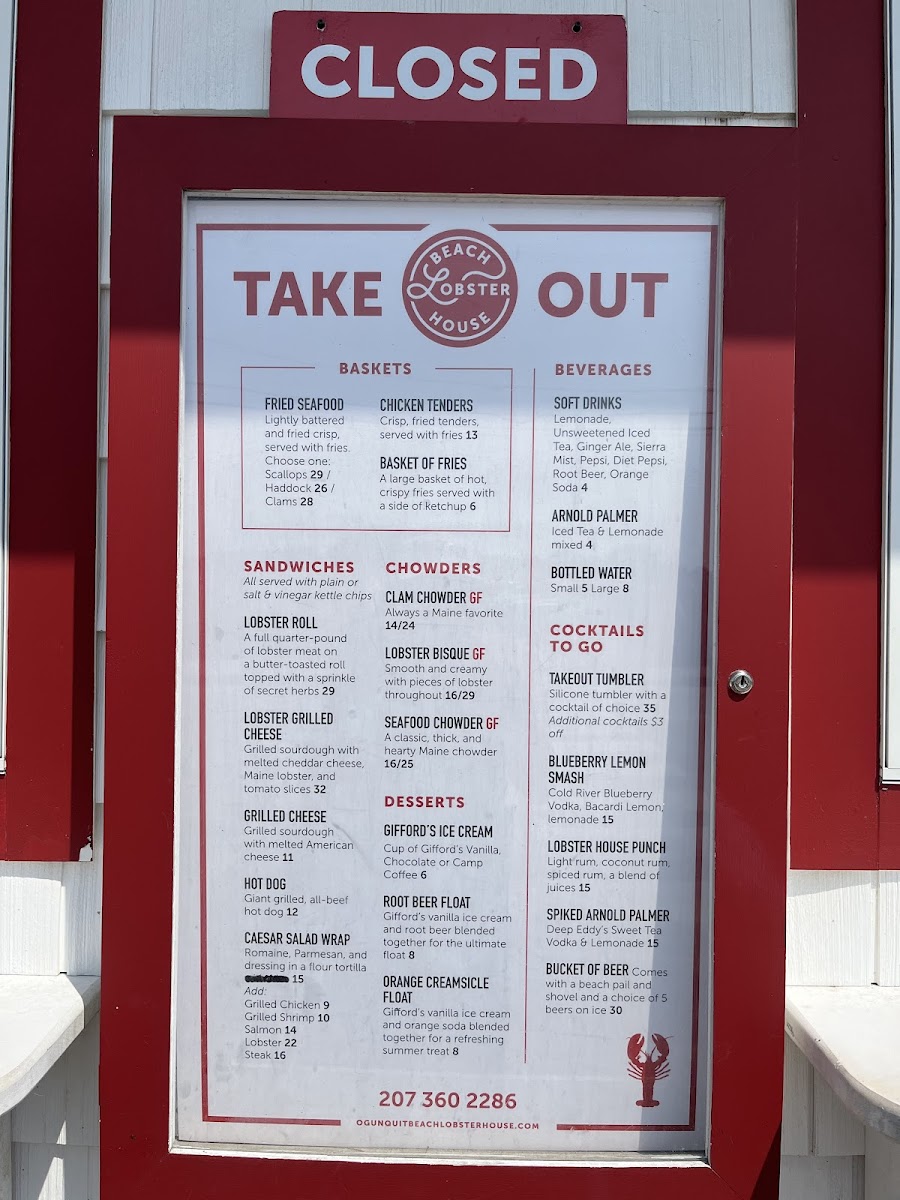 CLOSED
TAKE
BEACH
LOBSTER
HOUSE
OUT
BASKETS
FRIED SEAFOOD
Lightly battered
and fried crisp,
served with fries.
Choose one:
Scallops 29 /
Haddock 26 /
Clams 28
CHICKEN TENDERS
Crisp, fried tenders,
served with fries 13
BASKET OF FRIES
A large basket of hot,
crispy fries served with
a side of ketchup 6
SANDWICHES
All served with plain or
salt & vinegar kettle chips
LOBSTER ROLL
A full quarter-pound
of lobster meat on
a butter-toasted roll
topped with a sprinkle
of secret herbs 29
LOBSTER GRILLED
CHEESE
Grilled sourdough with
melted cheddar cheese,
Maine lobster, and
tomato slices 32
GRILLED CHEESE
Grilled sourdough
with melted American
cheese 11
HOT DOG
Giant grilled, all-beef
hot dog 12
CAESAR SALAD WRAP
Romaine, Parmesan, and
dressing in a flour tortilla
15
Add:
Grilled Chicken 9
Grilled Shrimp 10
Salmon 14
Lobster 22
Steak 16
CHOWDERS
CLAM CHOWDER GF
Always a Maine favorite
14/24
LOBSTER BISQUE GF
Smooth and creamy
with pieces of lobster
throughout 16/29
SEAFOOD CHOWDER GF
A classic, thick, and
hearty Maine chowder
16/25
DESSERTS
GIFFORD'S ICE CREAM
Cup of Gifford's Vanilla,
Chocolate or Camp
Coffee 6
ROOT BEER FLOAT
Gifford's vanilla ice cream
and root beer blended
together for the ultimate
float 8
ORANGE CREAMSICLE
FLOAT
Gifford's vanilla ice cream
and orange soda blended
together for a refreshing
summer treat 8
BEVERAGES
SOFT DRINKS
Lemonade,
Unsweetened Iced
Tea, Ginger Ale, Sierra
Mist, Pepsi, Diet Pepsi,
Root Beer, Orange
Soda 4
ARNOLD PALMER
Iced Tea & Lemonade
mixed 4
BOTTLED WATER
Small 5 Large 8
COCKTAILS
TO GO
TAKEOUT TUMBLER
Silicone tumbler with a
cocktail of choice 35
Additional cocktails $3
off
BLUEBERRY LEMON
SMASH
Cold River Blueberry
Vodka, Bacardi Lemon,
lemonade 15
LOBSTER HOUSE PUNCH
Light rum, coconut rum,
spiced rum, a blend of
juices 15
SPIKED ARNOLD PALMER
Deep Eddy's Sweet Tea
Vodka & Lemonade 15
BUCKET OF BEER Comes
with a beach pail and
shovel and a choice of 5
beers on ice 30
207 360 2286
OGUNQUITBEACHLOBSTERHOUSE.COM